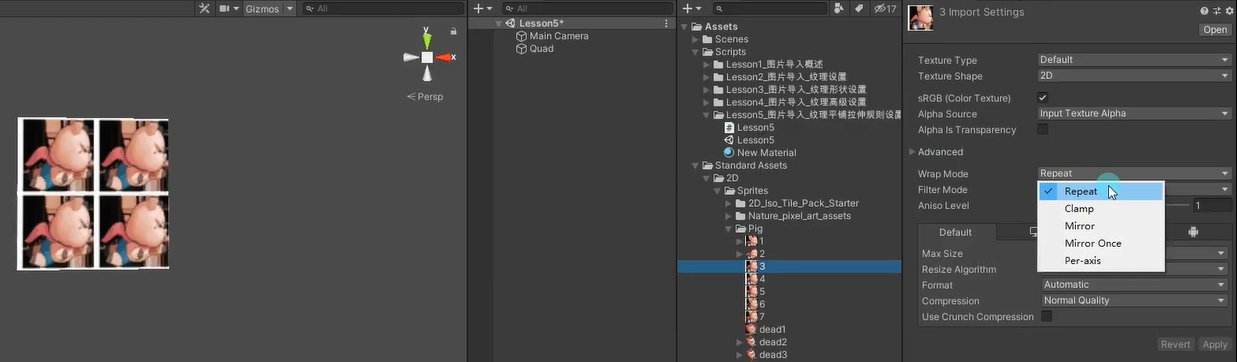 Gizmos
All
y
x
Persp
Lesson5*
Main Camera
Quad
All
17
Assets
Scenes
Scripts
Lesson1_图片导入概述
Lesson2_图片导入_纹理设置
Lesson3_图片导入_纹理形状设置
Lesson4_图片导入_纹理高级设置
Lesson5_图片导入_纹理平铺拉伸规则设置
Lesson5
Lesson5
New Material
Standard Assets
2D
Sprites
2D_Iso_Tile_Pack_Starter
Nature_pixel_art_assets
Pig
1
2
3
4
5
6
7
dead1
dead2
dead3
3 Import Settings
Open
Texture Type Default
Texture Shape 2D
sRGB (Color Texture)
Alpha Source Input Texture Alpha
Alpha Is Transparency
Advanced
Wrap Mode Repeat
Filter Mode
Aniso Level 1
Repeat
Clamp
Mirror
Mirror Once
Per-axis
Default
Max Size
Resize Algorithm
Format Automatic
Compression Normal Quality
Use Crunch Compression
Revert Apply